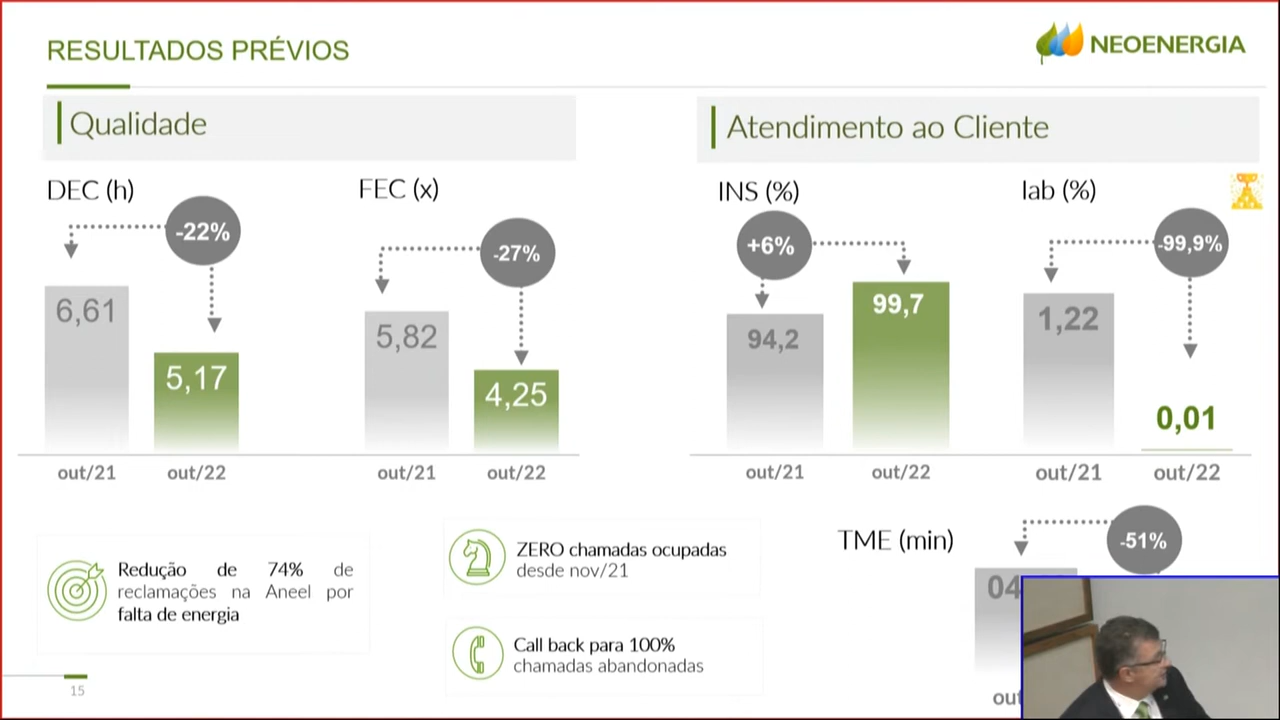 RESULTADOS PRÉVIOS
NEOENERGIA
Qualidade
Atendimento ao Cliente
DEC (h)
FEC (x)
INS (%)
Iab (%)
-22%
-27%
+6%
-99,9%
6,61
5,17
5,82
4,25
94,2
99,7
1,22
0,01
out/21
out/22
out/21
out/22
out/21
out/22
out/21
out/22
TME (min)
-51%
04
out
Redução de 74% de
reclamações na Aneel por
falta de energia
ZERO chamadas ocupadas
desde nov/21
Call back para 100%
chamadas abandonadas
15